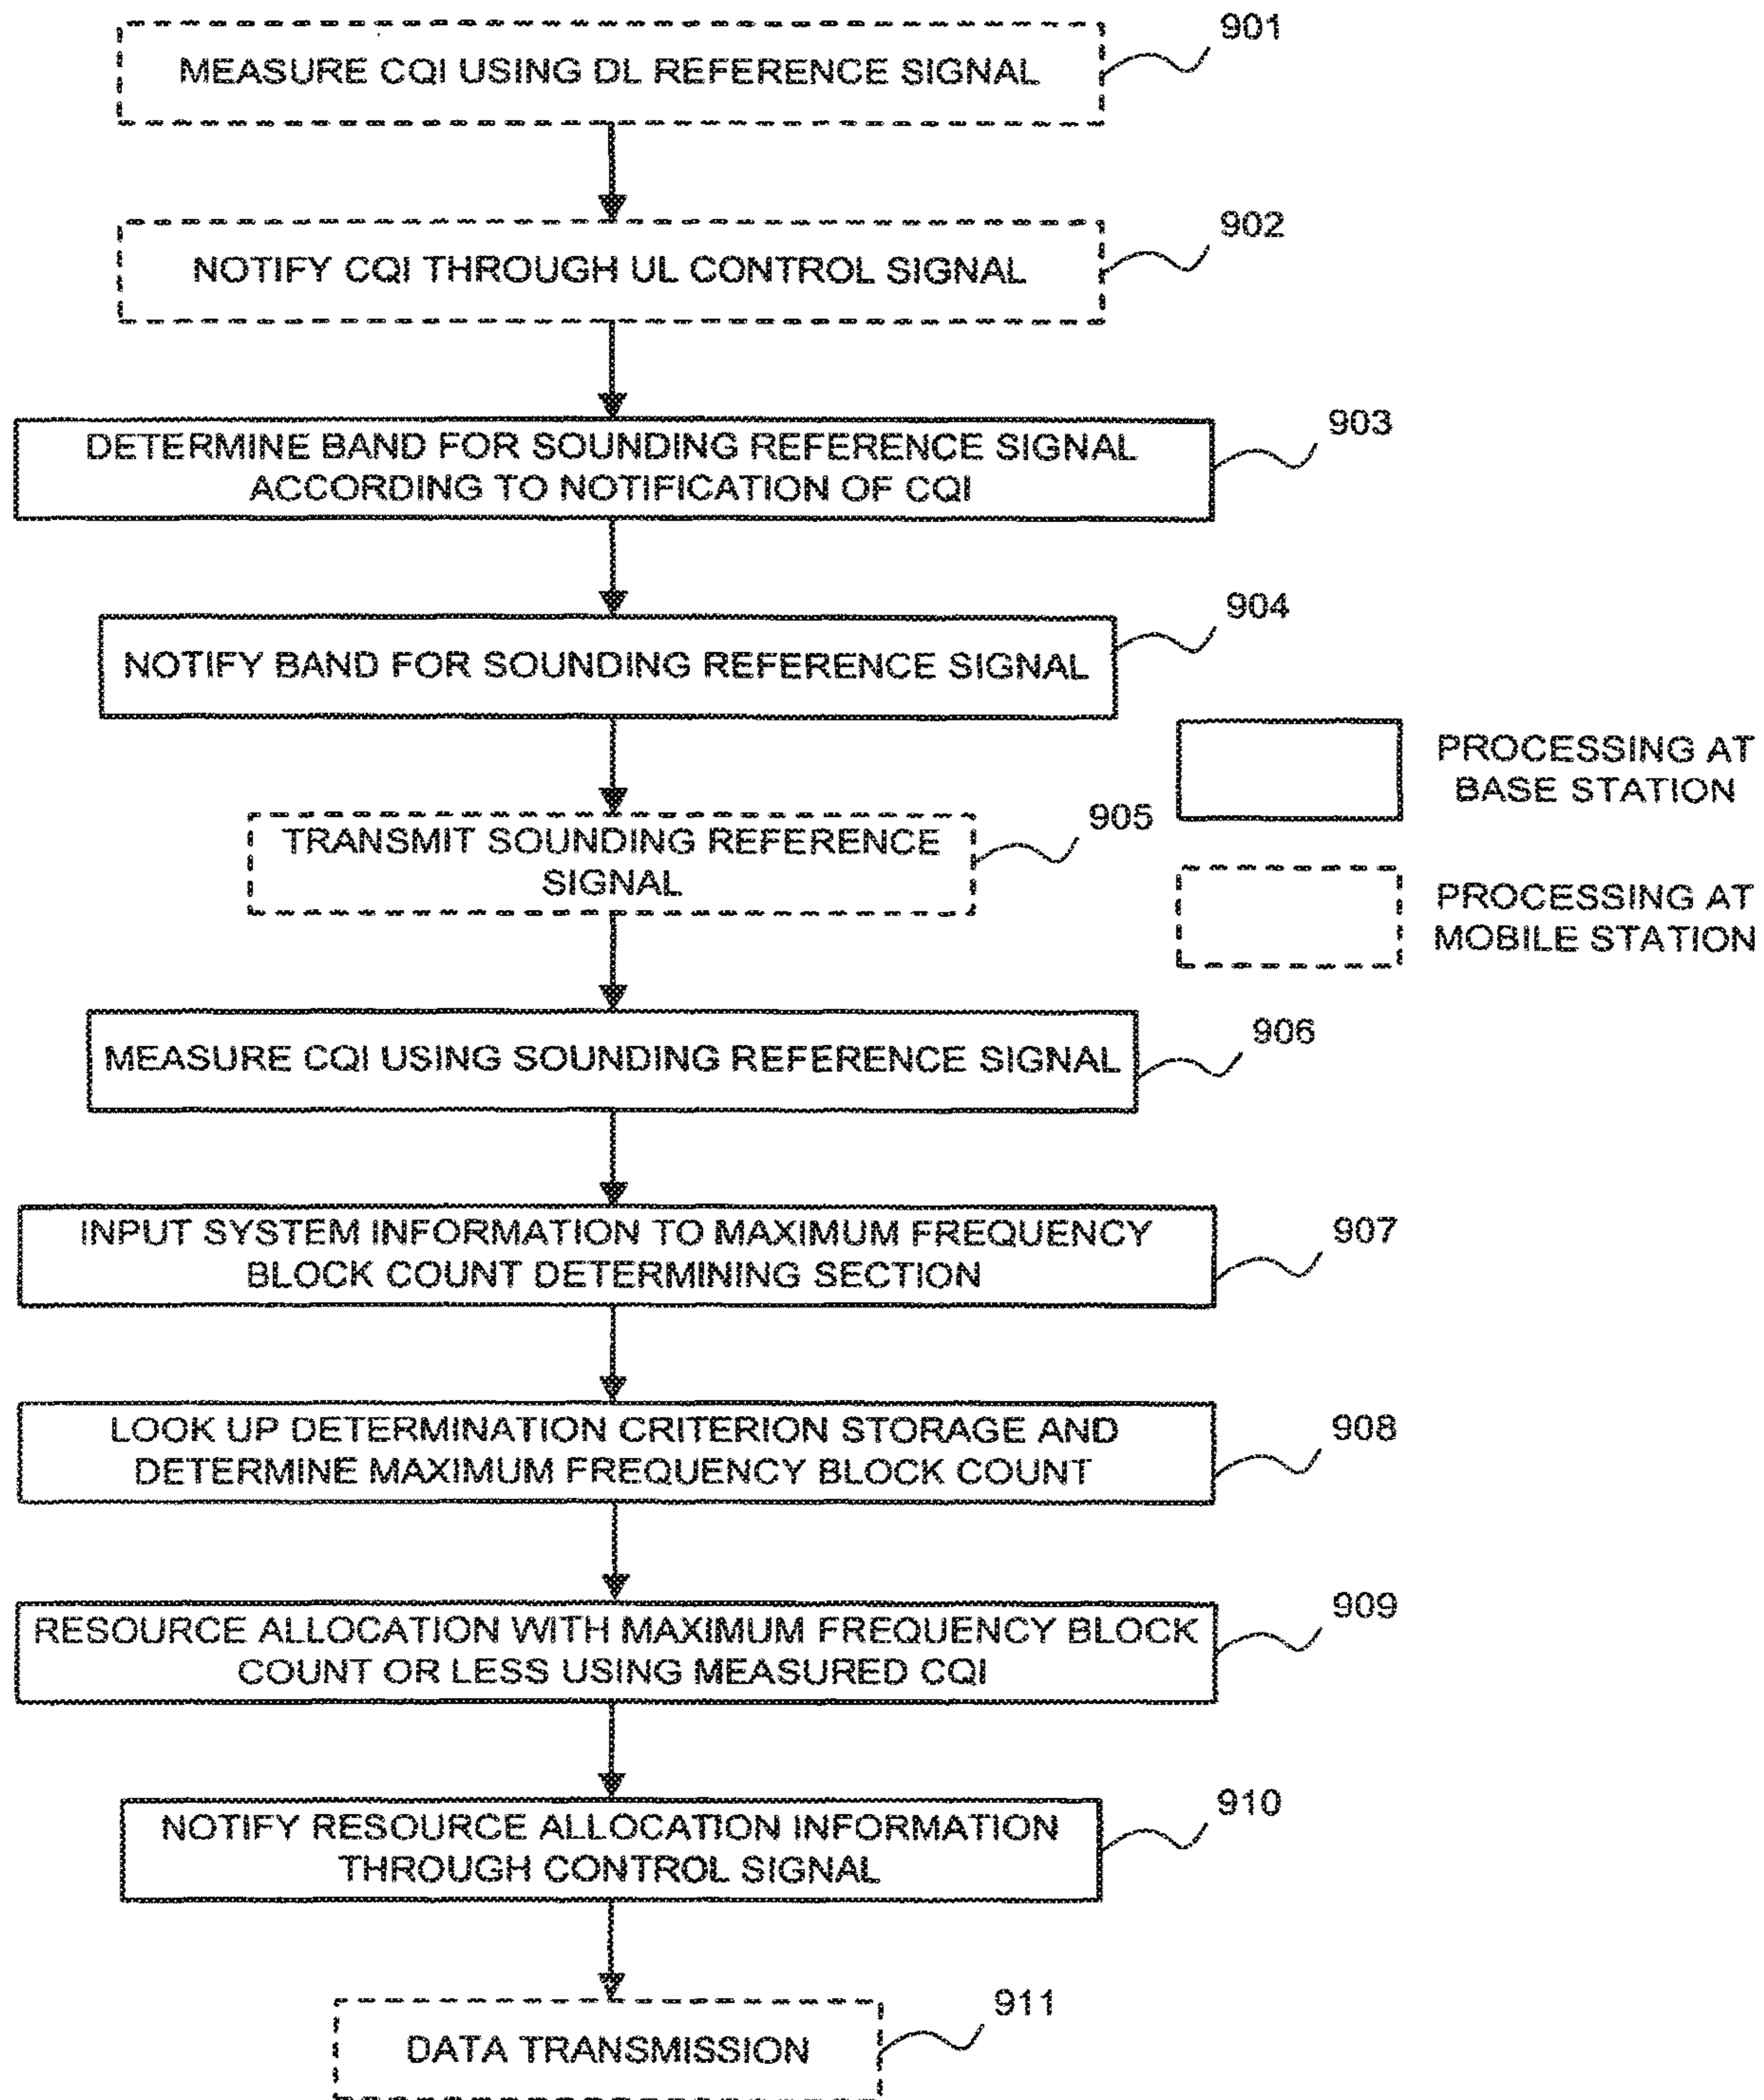 901
MEASURE CQI USING DL REFERENCE SIGNAL
902
NOTIFY CQI THROUGH UL CONTROL SIGNAL
903
DETERMINE BAND FOR SOUNDING REFERENCE SIGNAL
ACCORDING TO NOTIFICATION OF CQI
904
NOTIFY BAND FOR SOUNDING REFERENCE SIGNAL
PROCESSING AT
BASE STATION
905
TRANSMIT SOUNDING REFERENCE
SIGNAL
PROCESSING AT
MOBILE STATION
906
MEASURE CQI USING SOUNDING REFERENCE SIGNAL
907
INPUT SYSTEM INFORMATION TO MAXIMUM FREQUENCY
BLOCK COUNT DETERMINING SECTION
908
LOOK UP DETERMINATION CRITERION STORAGE AND
DETERMINE MAXIMUM FREQUENCY BLOCK COUNT
909
RESOURCE ALLOCATION WITH MAXIMUM FREQUENCY BLOCK
COUNT OR LESS USING MEASURED CQI
910
NOTIFY RESOURCE ALLOCATION INFORMATION
THROUGH CONTROL SIGNAL
911
DATA TRANSMISSION